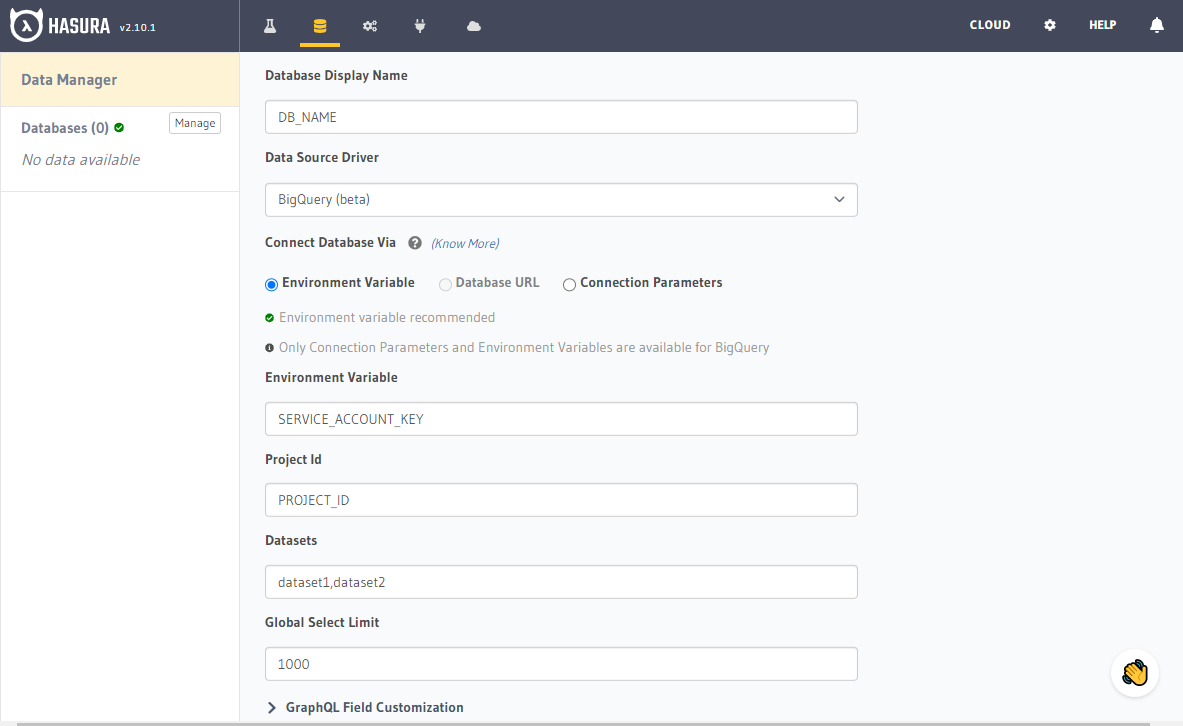 HASURA v2.10.1
CLOUD HELP
Data Manager
Databases (0) Manage
No data available
Database Display Name
DB_NAME
Data Source Driver
BigQuery (beta)
Connect Database Via (Know More)
Environment Variable Database URL Connection Parameters
Environment variable recommended
Only Connection Parameters and Environment Variables are available for BigQuery
Environment Variable
SERVICE_ACCOUNT_KEY
Project Id
PROJECT_ID
Datasets
dataset1,dataset2
Global Select Limit
1000
GraphQL Field Customization